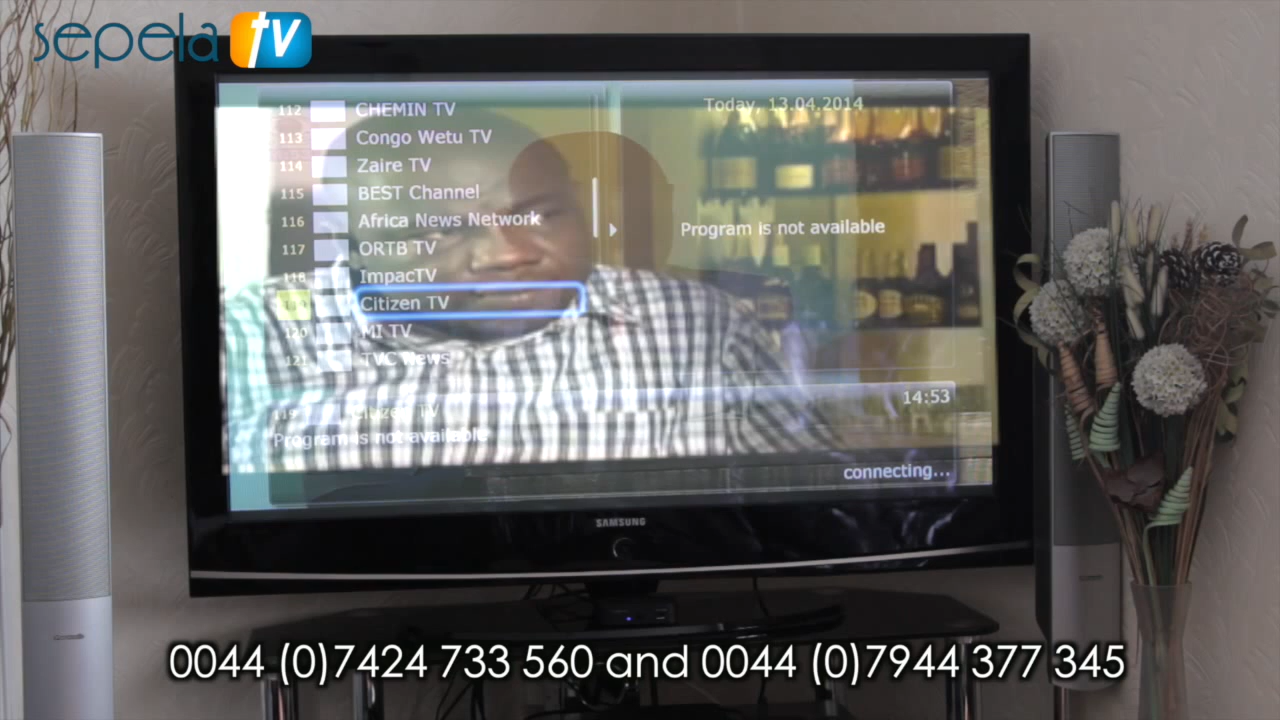 sepela tv
112 CHEMIN TV
113 Congo Wetu TV
114 Zaire TV
115 BEST Channel
116 Africa News Network
117 ORTB TV
118 ImpacTV
119 Citizen TV
120 MI TV
121 TVC News
Today, 13.04.2014
Program is not available
119 Citizen TV
14:53
Program is not available
connecting...
SAMSUNG
0044 (0)7424 733 560 and 0044 (0)7944 377 345